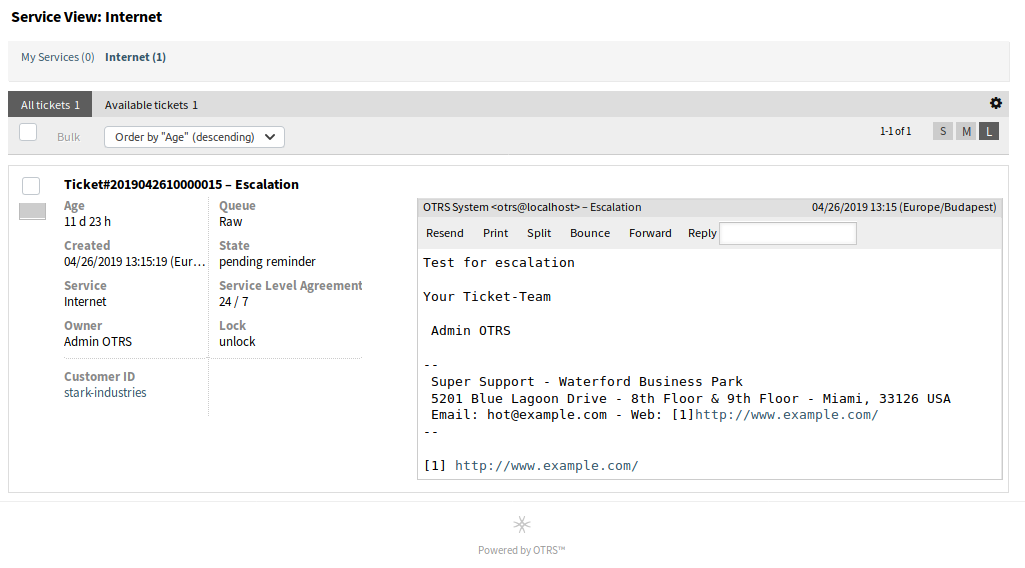 Service View: Internet
My Services (0) Internet (1)
All tickets 1 Available tickets 1
Bulk Order by "Age" (descending) 1-1 of 1 S M L
Ticket#2019042610000015 – Escalation
Age Queue
11 d 23 h Raw
Created State
04/26/2019 13:15:19 (Eur… pending reminder
Service Service Level Agreement
Internet 24 / 7
Owner Lock
Admin OTRS unlock
Customer ID
stark-industries
OTRS System <otrs@localhost> – Escalation 04/26/2019 13:15 (Europe/Budapest)
Resend Print Split Bounce Forward Reply
Test for escalation
Your Ticket-Team
Admin OTRS
--
Super Support - Waterford Business Park
5201 Blue Lagoon Drive - 8th Floor & 9th Floor - Miami, 33126 USA
Email: hot@example.com - Web: [1]http://www.example.com/
--
[1] http://www.example.com/
Powered by OTRS™